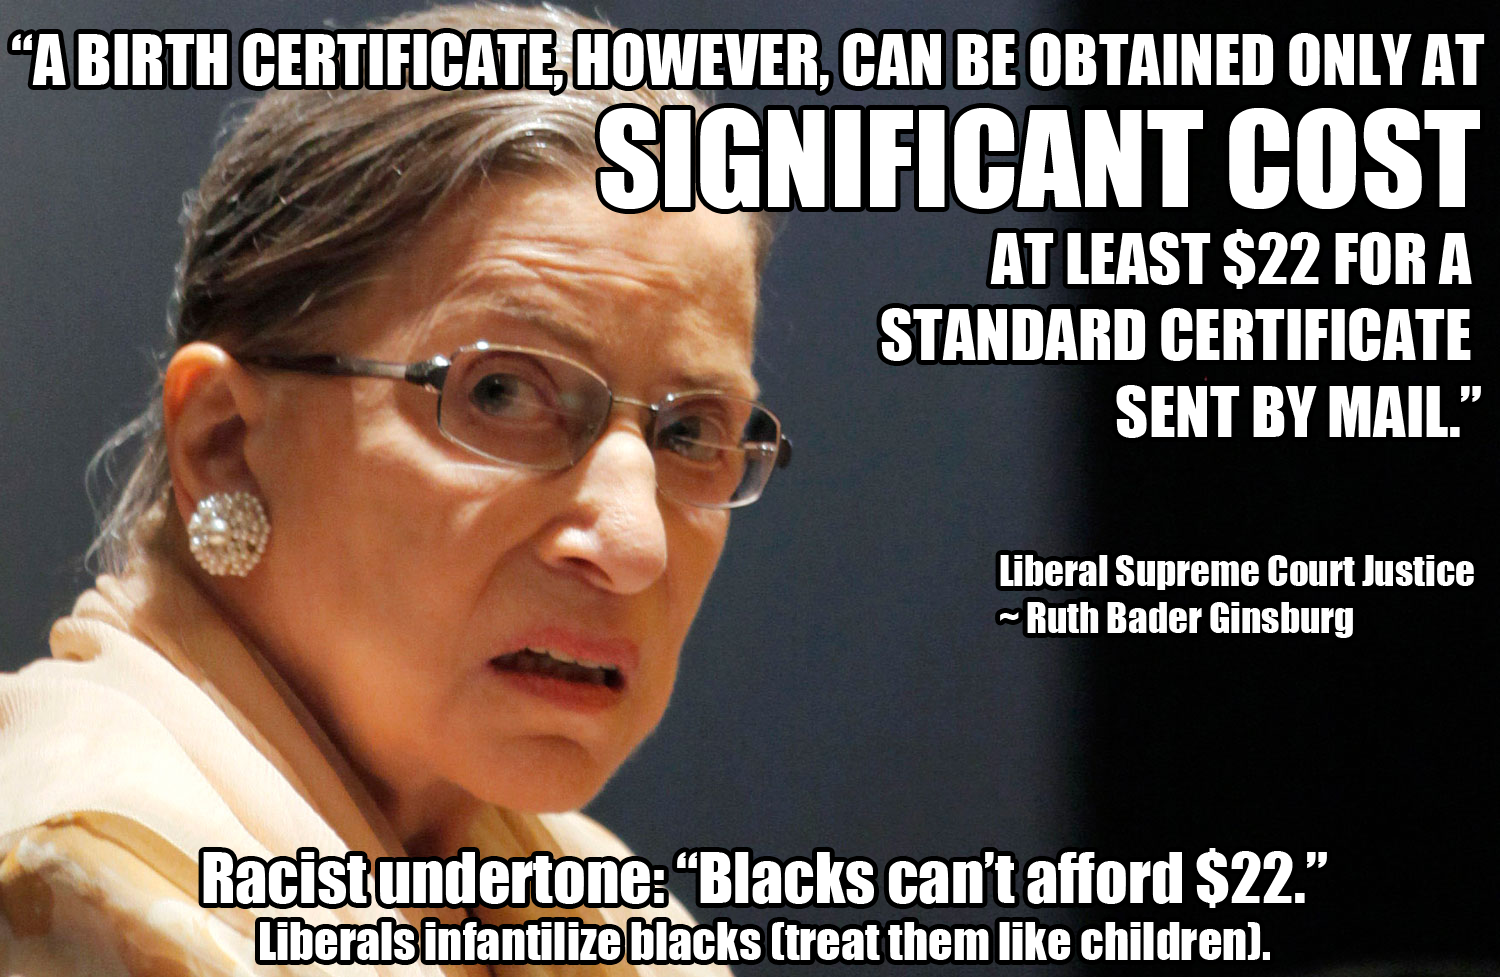 “A BIRTH CERTIFICATE, HOWEVER, CAN BE OBTAINED ONLY AT
SIGNIFICANT COST
AT LEAST $22 FOR A
STANDARD CERTIFICATE
SENT BY MAIL.”
Liberal Supreme Court Justice
~ Ruth Bader Ginsburg
Racist undertone: “Blacks can’t afford $22.”
Liberals infantilize blacks (treat them like children).